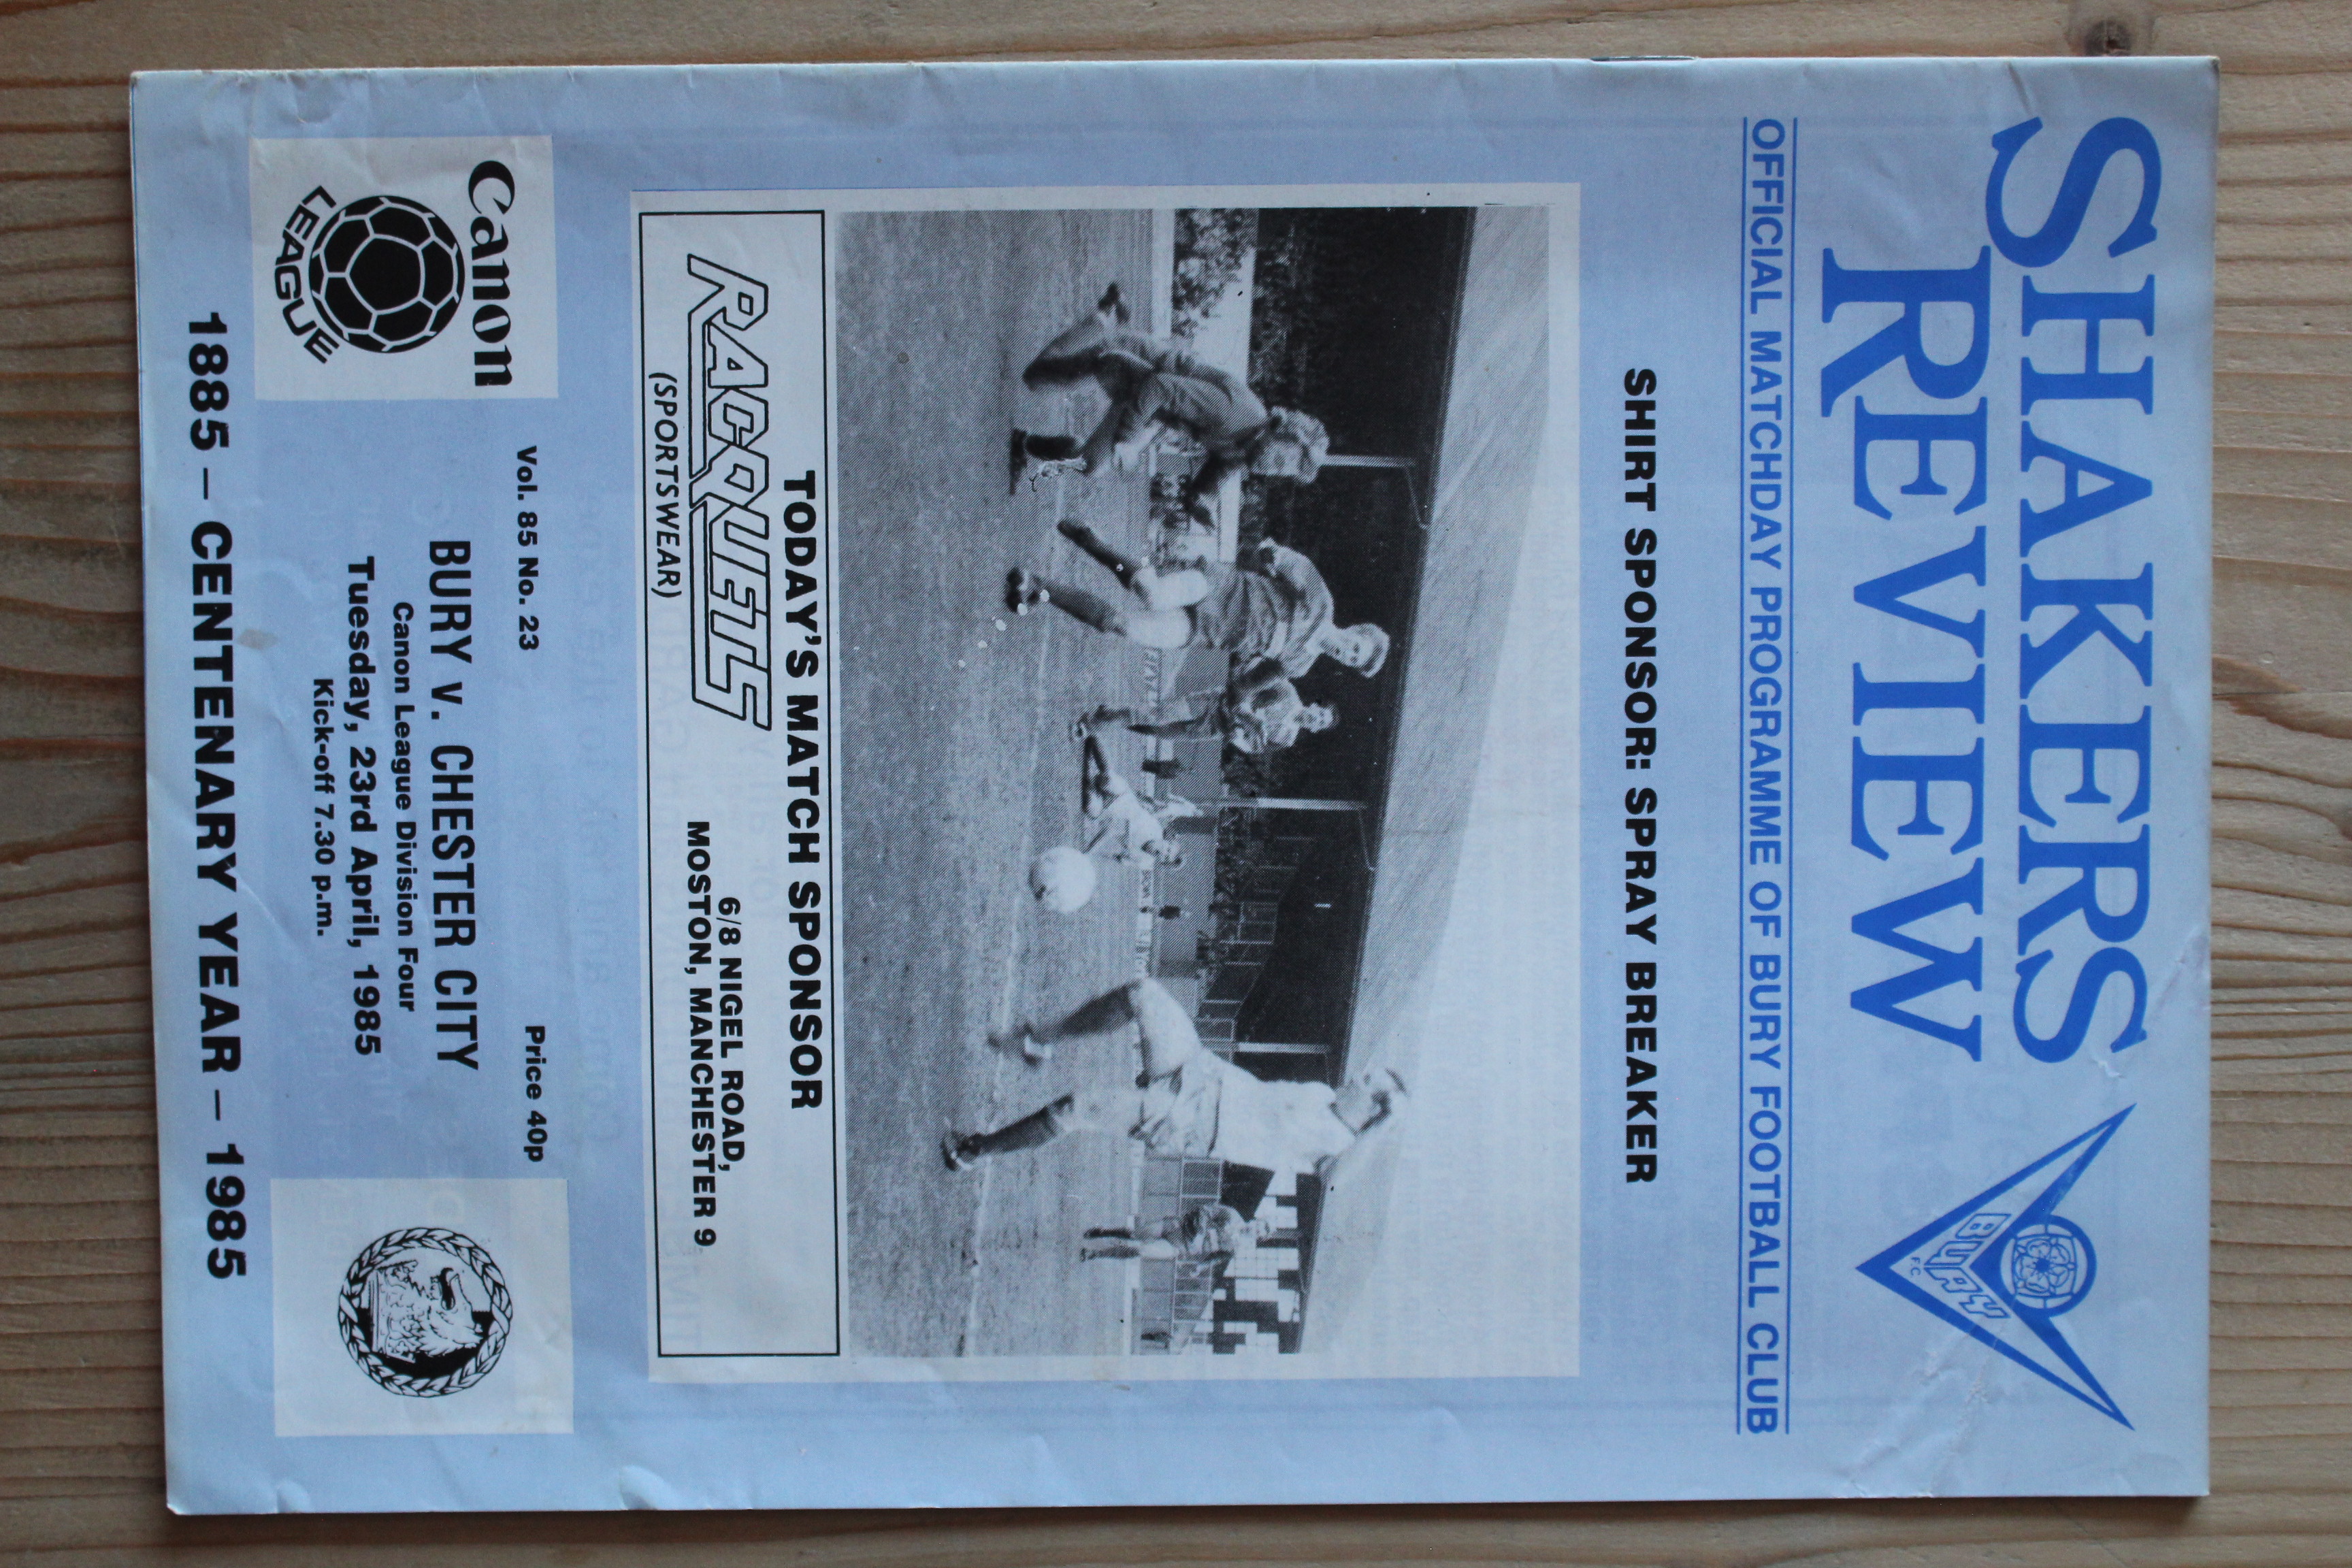 SHAKERS
REVIEW
BURY
F.C.
OFFICIAL MATCHDAY PROGRAMME OF BURY FOOTBALL CLUB
SHIRT SPONSOR: SPRAY BREAKER
TODAY'S MATCH SPONSOR
RACQUETS
(SPORTSWEAR)
6/8 NIGEL ROAD,
MOSTON, MANCHESTER 9
Canon
LEAGUE
Vol. 85 No. 23
Price 40p
BURY v. CHESTER CITY
Canon League Division Four
Tuesday, 23rd April, 1985
Kick-off 7.30 p.m.
1885 – CENTENARY YEAR – 1985